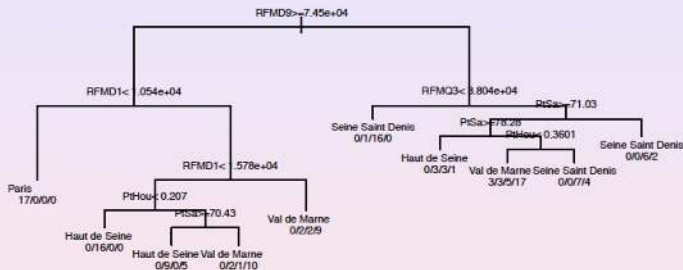 RFMD9>=7.45e+04
RFMD1< 1.054e+04
RFMQ3< 3.804e+04
PtSa>=71.03
Seine Saint Denis
0/1/16/0
PtSa>=78.28
PtHou< 0.3601
Seine Saint Denis
0/0/6/2
Haut de Seine
0/3/3/1
Val de Marne
3/3/5/17
Seine Saint Denis
0/0/7/4
RFMD1< 1.578e+04
Paris
17/0/0/0
PtHou< 0.207
PtSa>=70.43
Val de Marne
0/2/2/9
Haut de Seine
0/16/0/0
Haut de Seine
0/9/0/5
Val de Marne
0/2/1/10